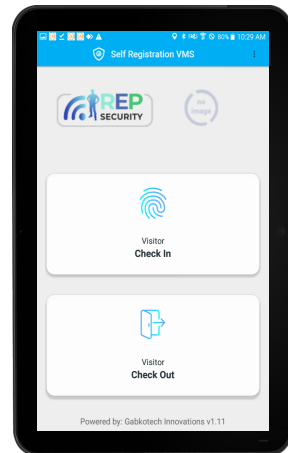 80% 10:29 AM
Self Registration VMS
REP
SECURITY
no
image
Visitor
Check In
Visitor
Check Out
Powered by: Gabkotech Innovations v1.11